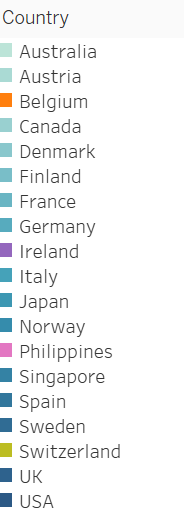 Country
Australia
Austria
Belgium
Canada
Denmark
Finland
France
Germany
Ireland
Italy
Japan
Norway
Philippines
Singapore
Spain
Sweden
Switzerland
UK
USA